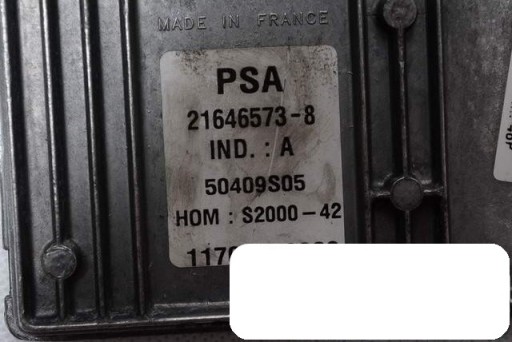 MADE IN FRANCE
PSA
21646573-8
IND. : A
50409S05
HOM : S2000-42